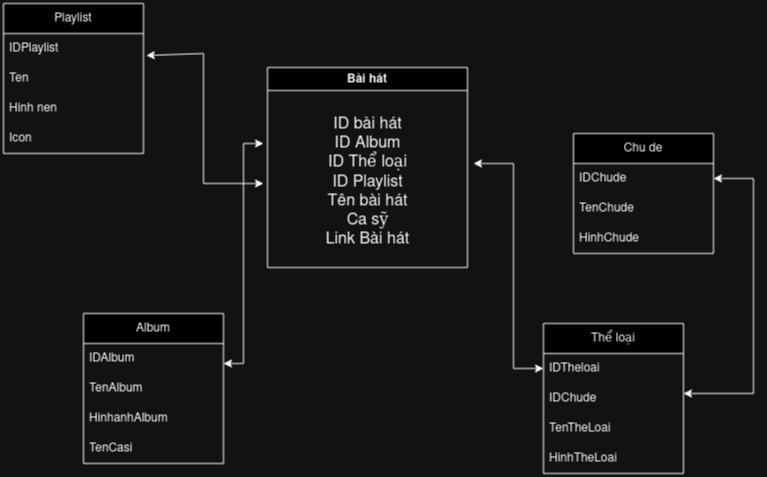 Playlist
IDPlaylist
Ten
Hinh nen
Icon
Bài hát
ID bài hát
ID Album
ID Thể loại
ID Playlist
Tên bài hát
Ca sỹ
Link Bài hát
Chu de
IDChude
TenChude
HinhChude
Album
IDAlbum
TenAlbum
HinhanhAlbum
TenCasi
Thể loại
IDTheloai
IDChude
TenTheLoai
HinhTheLoai